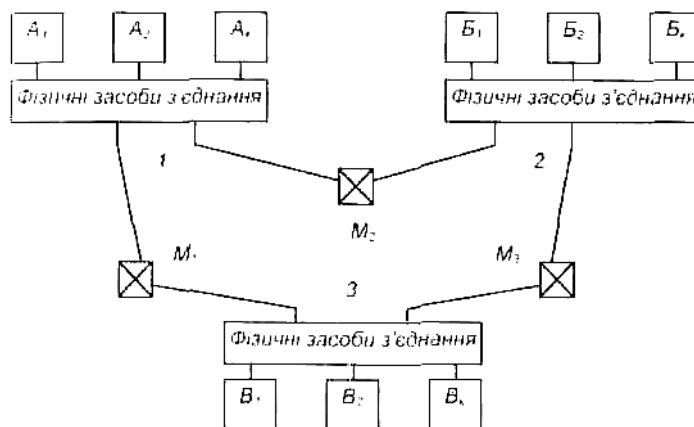 А₁ А₂ Аₖ Б₁ Б₂ Бₖ
Фізичні засоби з'єднання Фізичні засоби з'єднання
1 2
М₂
М₁ М₃
3
Фізичні засоби з'єднання
В₁ В₂ Вₖ